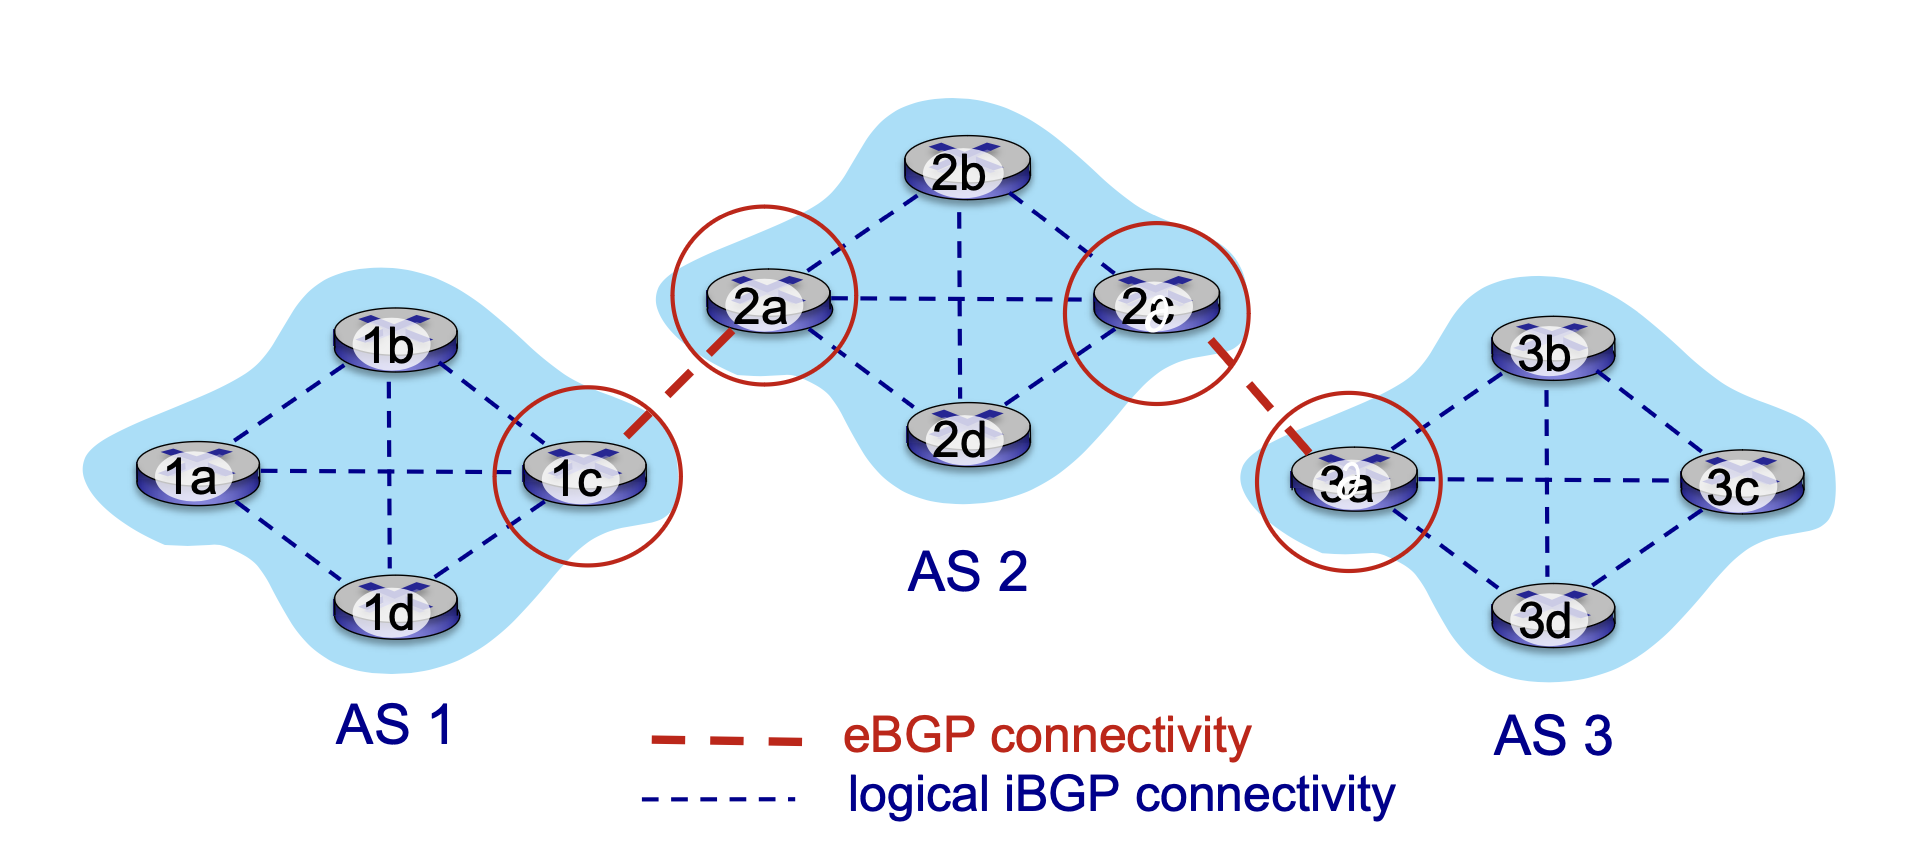 2b
2a
2c
1b
3b
2d
1a
1c
3a
3c
AS 2
1d
3d
AS 1
AS 3
eBGP connectivity
logical iBGP connectivity